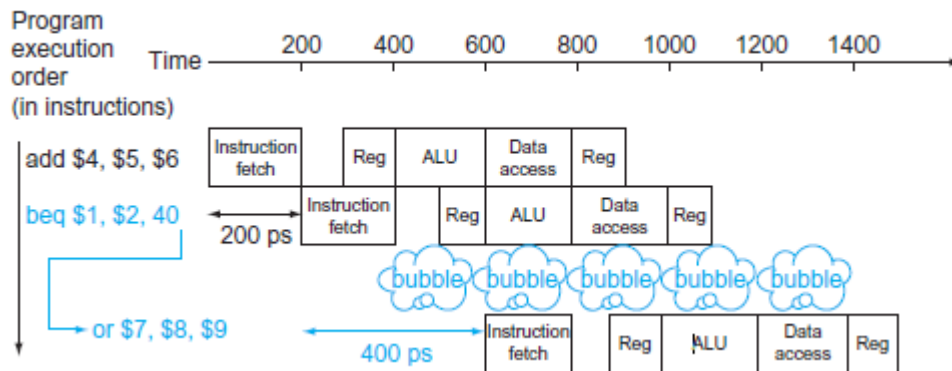 Program
execution
order
(in instructions)
Time
200 400 600 800 1000 1200 1400
add $4, $5, $6
Instruction
fetch
Reg
ALU
Data
access
Reg
beq $1, $2, 40
200 ps
Instruction
fetch
Reg
ALU
Data
access
Reg
bubble bubble bubble bubble bubble
or $7, $8, $9
400 ps
Instruction
fetch
Reg
ALU
Data
access
Reg